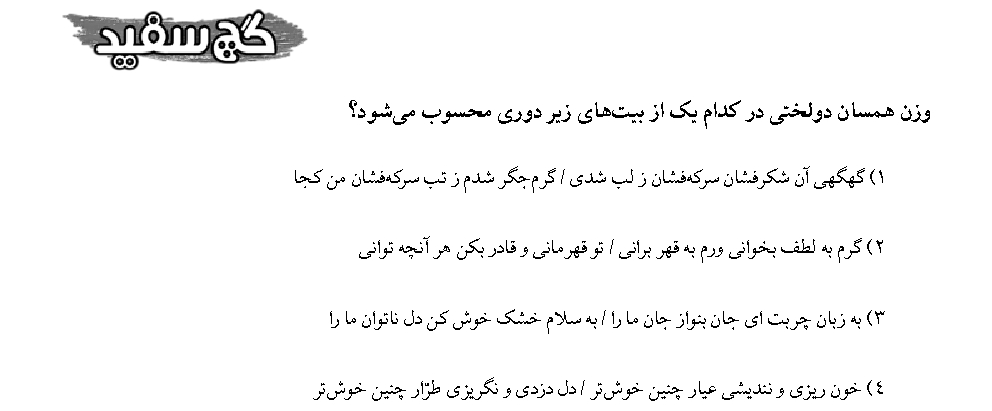 گچ سفید
وزن همسان دولختی در کدام یک از بیت‌های زیر دوری محسوب می‌شود؟
۱) گهگهی آن شکرفشان سرکه‌فشان ز لب شدی / گرم‌جگر شدم ز تب سرکه‌فشان من کجا
۲) گرم به لطف بخوانی ورم به قهر برانی / تو قهرمانی و قادر بکن هر آنچه توانی
۳) به زبان چربت ای جان بنواز جان ما را / به سلام خشک خوش کن دل ناتوان ما را
٤) خون ریزی و نندیشی عیار چنین خوش‌تر / دل دزدی و نگریزی طرّار چنین خوش‌تر